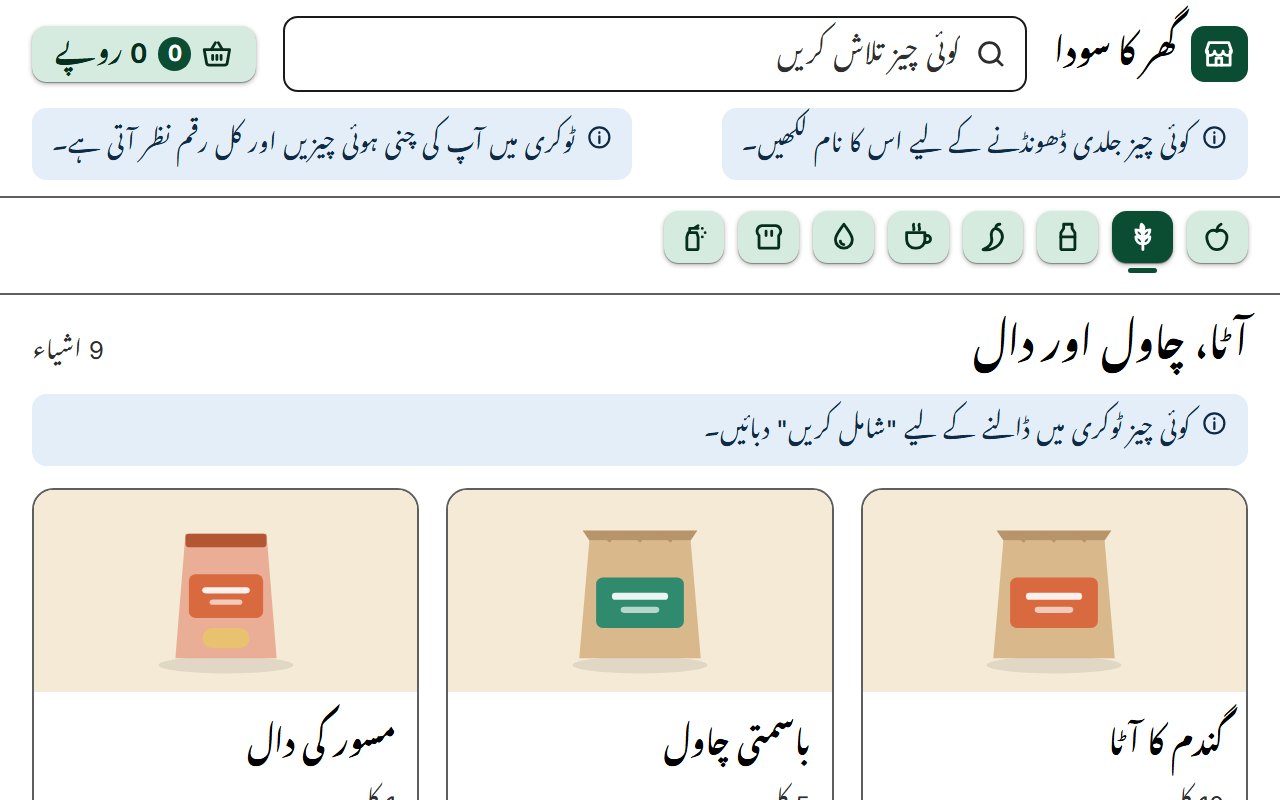 گھر کا سودا
کوئی چیز تلاش کریں
0 0 روپے
کوئی چیز جلدی ڈھونڈنے کے لیے اس کا نام لکھیں۔
ٹوکری میں آپ کی چنی ہوئی چیزیں اور کل رقم نظر آتی ہے۔
آٹا، چاول اور دال
9 اشیاء
کوئی چیز ٹوکری میں ڈالنے کے لیے "شامل کریں" دبائیں۔
گندم کا آٹا
باسمتی چاول
مسور کی دال